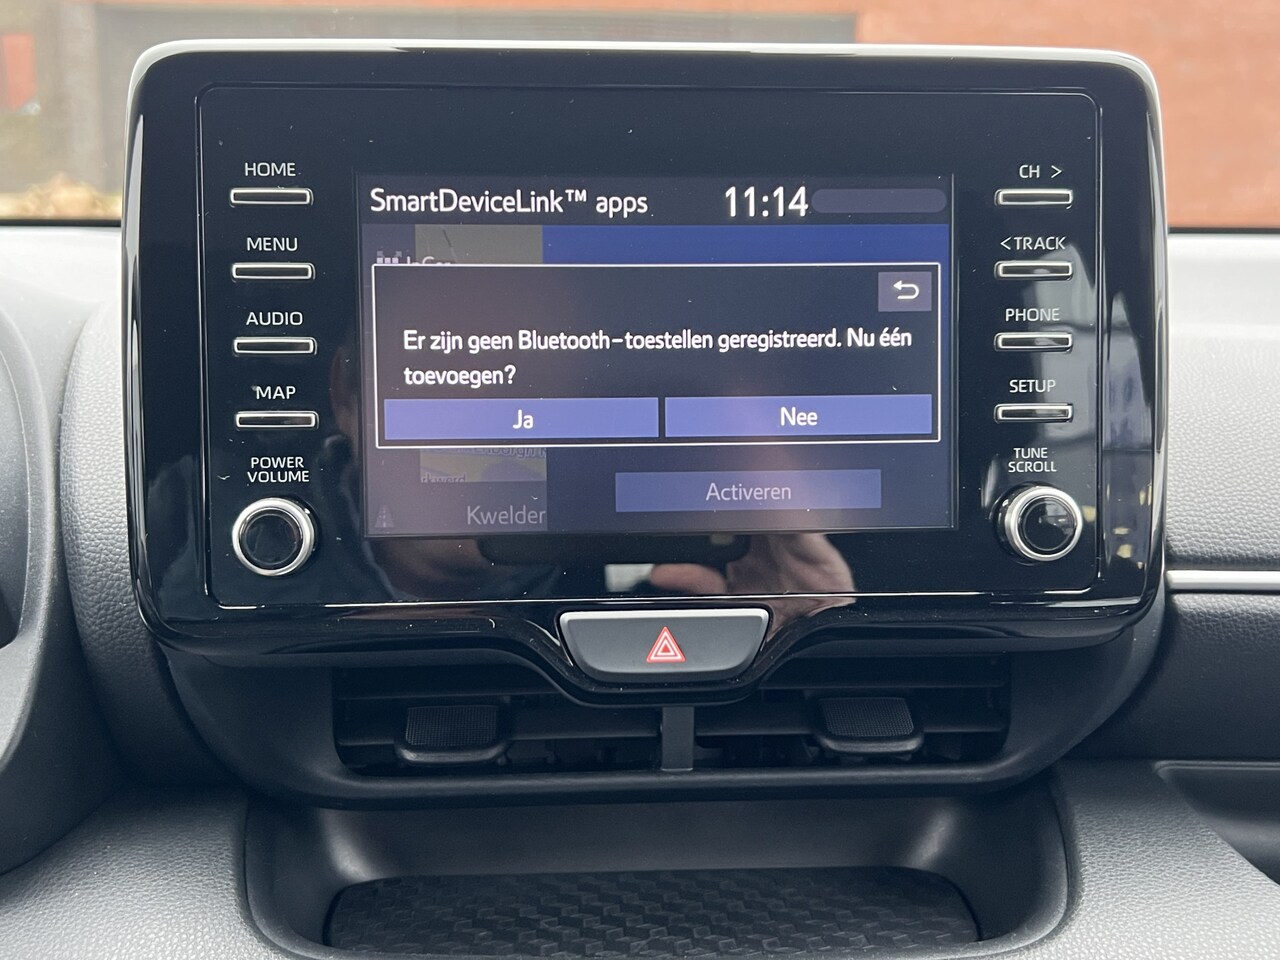 HOME
MENU
AUDIO
MAP
POWER
VOLUME
SmartDeviceLink™ apps
11:14
Er zijn geen Bluetooth-toestellen geregistreerd. Nu één
toevoegen?
Ja
Nee
Activeren
Kwelder
CH >
<TRACK
PHONE
SETUP
TUNE
SCROLL